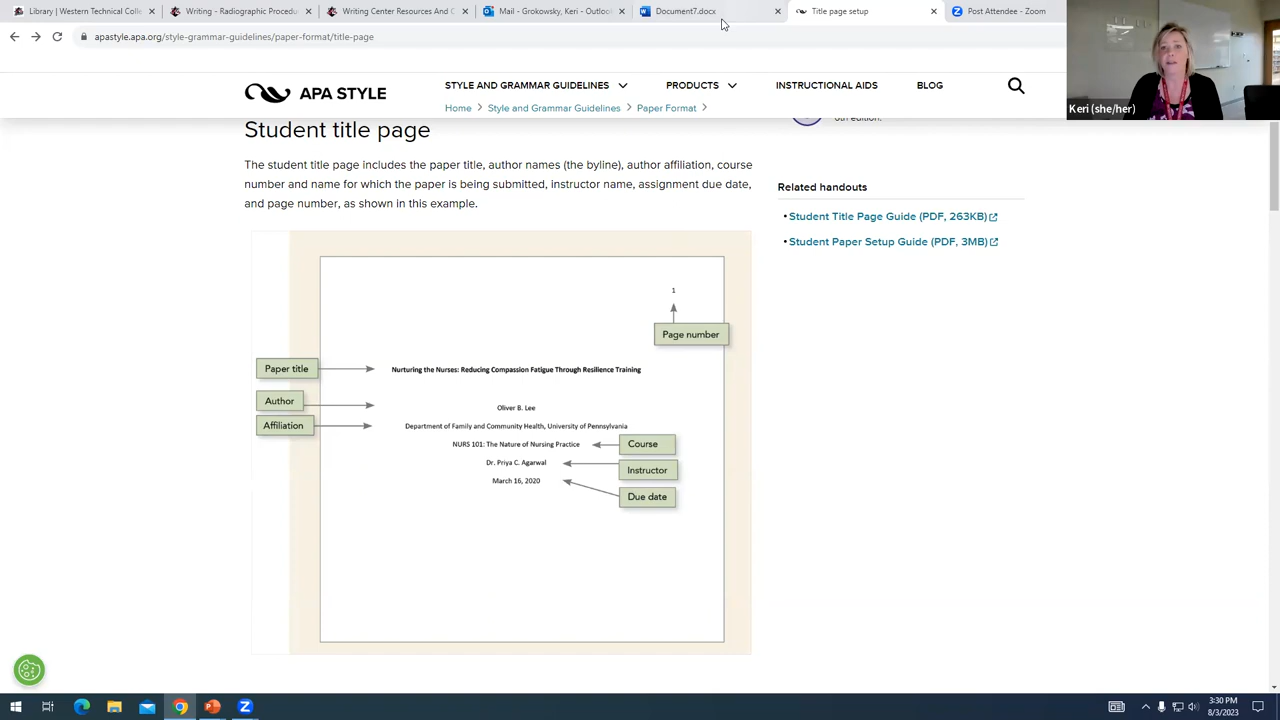 Library | Western Technical Colle
Writing - Radiographic Procedu
Writing Center Resources And C
Mail - Grokowsky, Keri - Outlook
Document7.docx
Title page setup
Post Attendee - Zoom
apastyle.apa.org/style-grammar-guidelines/paper-format/title-page
APA STYLE
STYLE AND GRAMMAR GUIDELINES
PRODUCTS
INSTRUCTIONAL AIDS
BLOG
Home > Style and Grammar Guidelines > Paper Format >
Keri (she/her)
6th edition.
Student title page
The student title page includes the paper title, author names (the byline), author affiliation, course
number and name for which the paper is being submitted, instructor name, assignment due date,
and page number, as shown in this example.
Related handouts
• Student Title Page Guide (PDF, 263KB)
• Student Paper Setup Guide (PDF, 3MB)
1
Page number
Paper title
Nurturing the Nurses: Reducing Compassion Fatigue Through Resilience Training
Author
Oliver B. Lee
Affiliation
Department of Family and Community Health, University of Pennsylvania
NURS 101: The Nature of Nursing Practice
Course
Dr. Priya C. Agarwal
Instructor
March 16, 2020
Due date
3:30 PM
8/3/2023